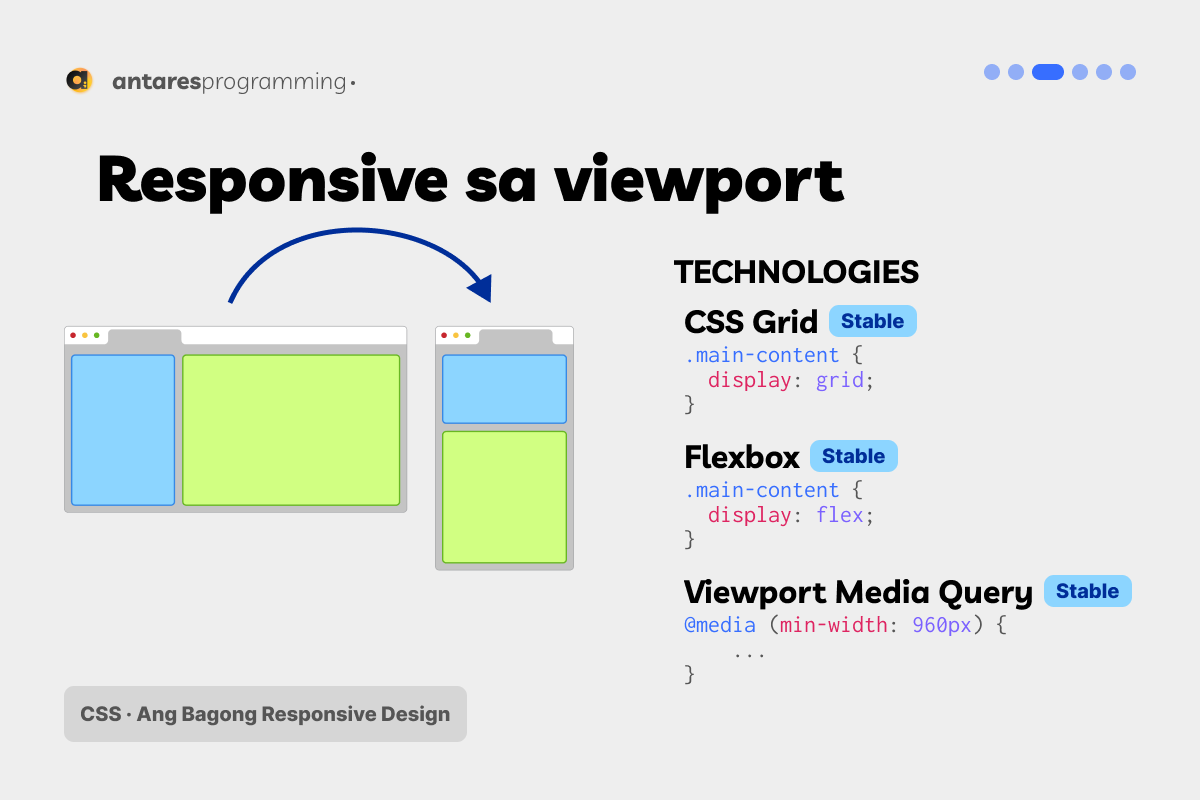 antaresprogramming·
Responsive sa viewport
TECHNOLOGIES
CSS Grid Stable
.main-content {
  display: grid;
}
Flexbox Stable
.main-content {
  display: flex;
}
Viewport Media Query Stable
@media (min-width: 960px) {
    ...
}
CSS · Ang Bagong Responsive Design